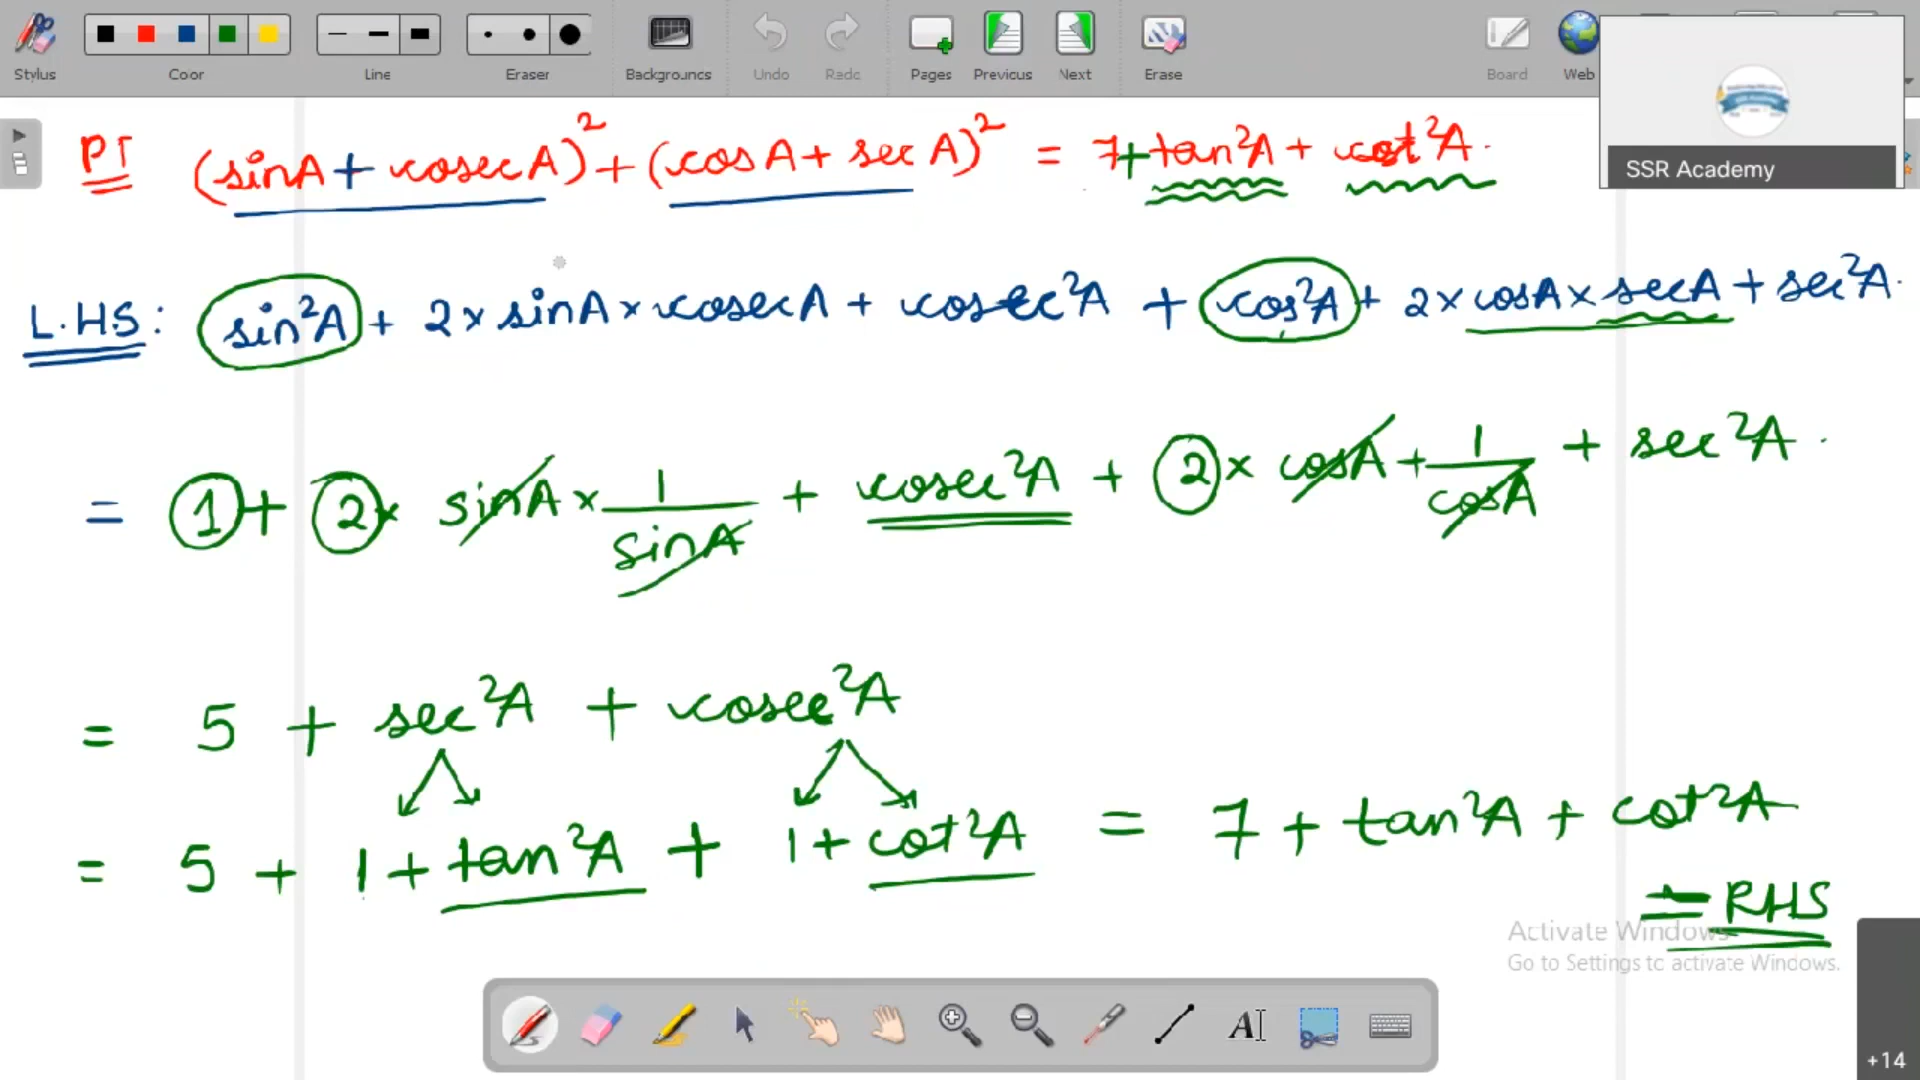 Stylus Color Line Eraser Backgrounds Undo Redo Pages Previous Next Erase Board Web
SSR Academy
PT (sinA + cosecA)² + (cosA + secA)² = 7 + tan²A + cot²A.
L.HS: sin²A + 2 × sinA × cosecA + cosec²A + cos²A + 2 × cosA × secA + sec²A.
= 1 + 2 × sinA × 1/sinA + cosec²A + 2 × cosA + 1/cosA + sec²A.
= 5 + sec²A + cosec²A
= 5 + 1 + tan²A + 1 + cot²A = 7 + tan²A + cot²A
= RHS
Activate Windows
Go to Settings to activate Windows.
AI
+14